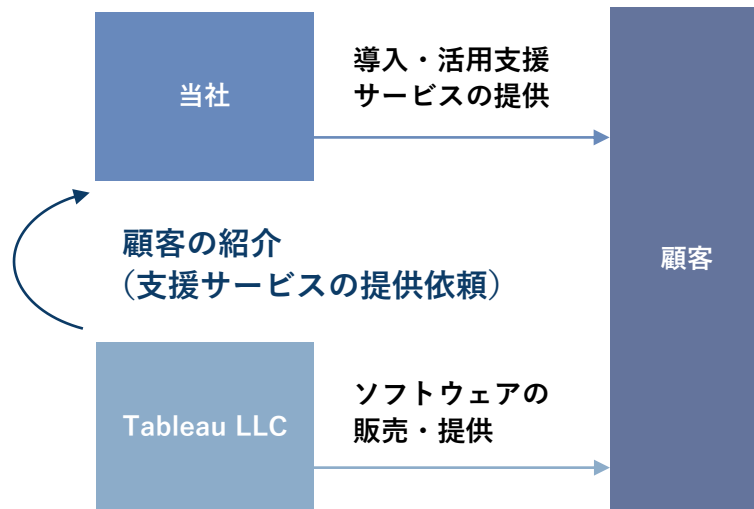 当社
導入・活用支援
サービスの提供
顧客の紹介
（支援サービスの提供依頼）
顧客
Tableau LLC
ソフトウェアの
販売・提供